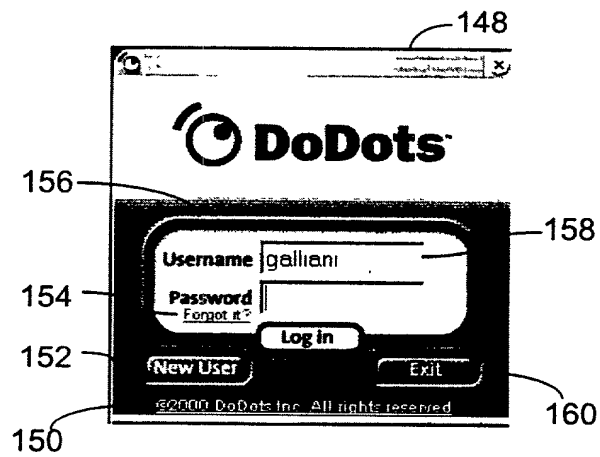 148
DoDots
156
158
Username galliani
154
Password
Forgot it?
Log in
152
New User Exit
©2000 DoDots Inc. All rights reserved
150
160